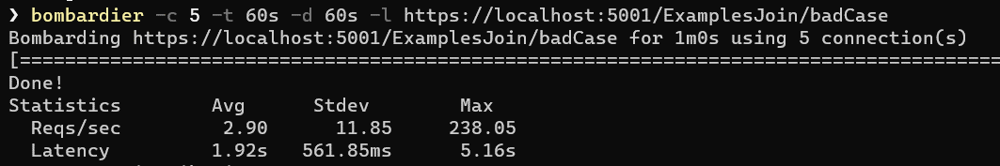 ❯ bombardier -c 5 -t 60s -d 60s -l https://localhost:5001/ExamplesJoin/badCase
Bombarding https://localhost:5001/ExamplesJoin/badCase for 1m0s using 5 connection(s)
[=======================================================================================
Done!
Statistics        Avg      Stdev        Max
  Reqs/sec         2.90      11.85     238.05
  Latency         1.92s   561.85ms      5.16s